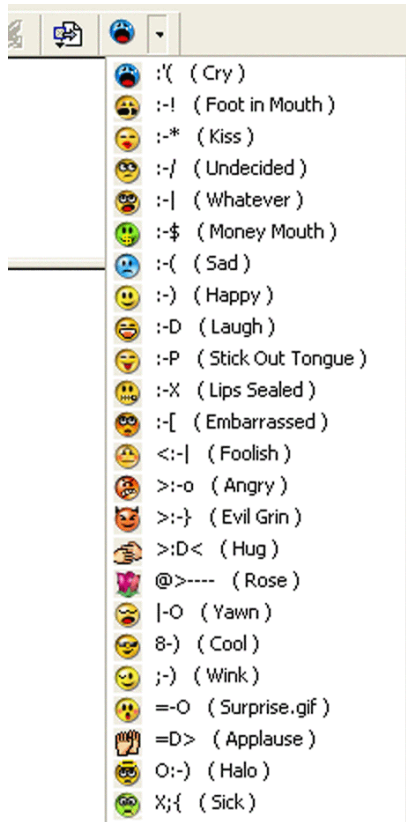 :'( ( Cry )
:-! ( Foot in Mouth )
:-* ( Kiss )
:-/ ( Undecided )
:-| ( Whatever )
:-$ ( Money Mouth )
:-( ( Sad )
:-) ( Happy )
:-D ( Laugh )
:-P ( Stick Out Tongue )
:-X ( Lips Sealed )
:-[ ( Embarrassed )
<:-| ( Foolish )
>:-o ( Angry )
>:-} ( Evil Grin )
>:D< ( Hug )
@>---- ( Rose )
|-O ( Yawn )
8-) ( Cool )
;-) ( Wink )
=-O ( Surprise.gif )
=D> ( Applause )
O:-) ( Halo )
X;{ ( Sick )